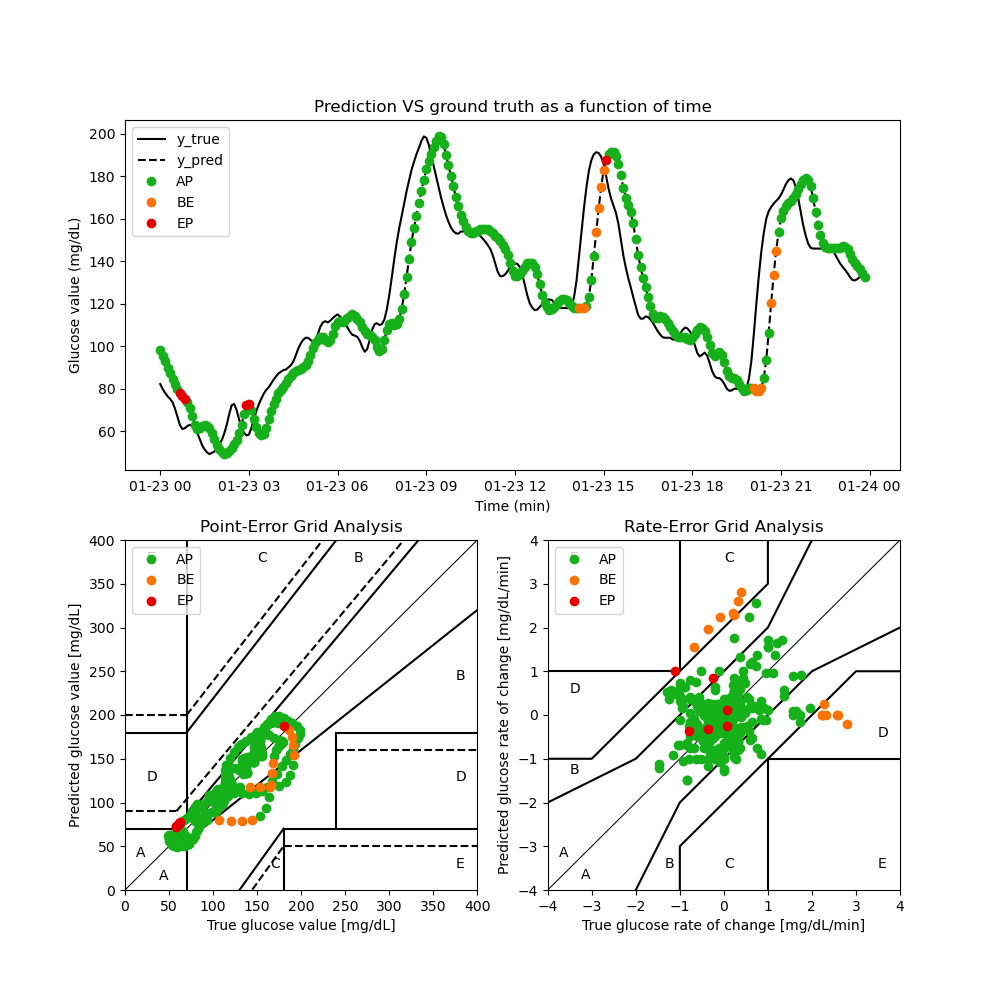 Prediction VS ground truth as a function of time
Glucose value (mg/dL)
200
180
160
140
120
100
80
60
y_true
y_pred
AP
BE
EP
01-23 00 01-23 03 01-23 06 01-23 09 01-23 12 01-23 15 01-23 18 01-23 21 01-24 00
Time (min)
Point-Error Grid Analysis
Predicted glucose value [mg/dL]
400
350
300
250
200
150
100
50
0
AP
BE
EP
C
B
B
D
D
A
A
C
E
0 50 100 150 200 250 300 350 400
True glucose value [mg/dL]
Rate-Error Grid Analysis
Predicted glucose rate of change [mg/dL/min]
4
3
2
1
0
−1
−2
−3
−4
AP
BE
EP
C
D
D
B
A
A
B
C
E
−4 −3 −2 −1 0 1 2 3 4
True glucose rate of change [mg/dL/min]